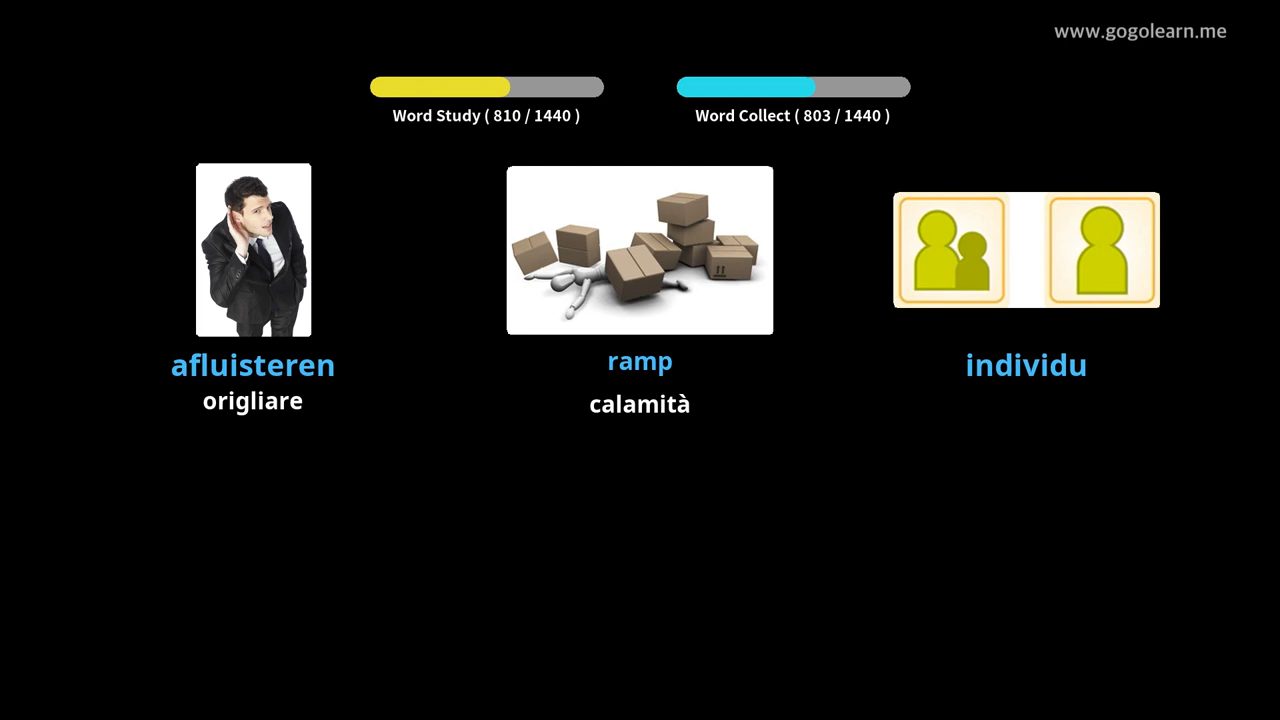 www.gogolearn.me
Word Study ( 810 / 1440 )
Word Collect ( 803 / 1440 )
afluisteren
origliare
ramp
calamità
individu